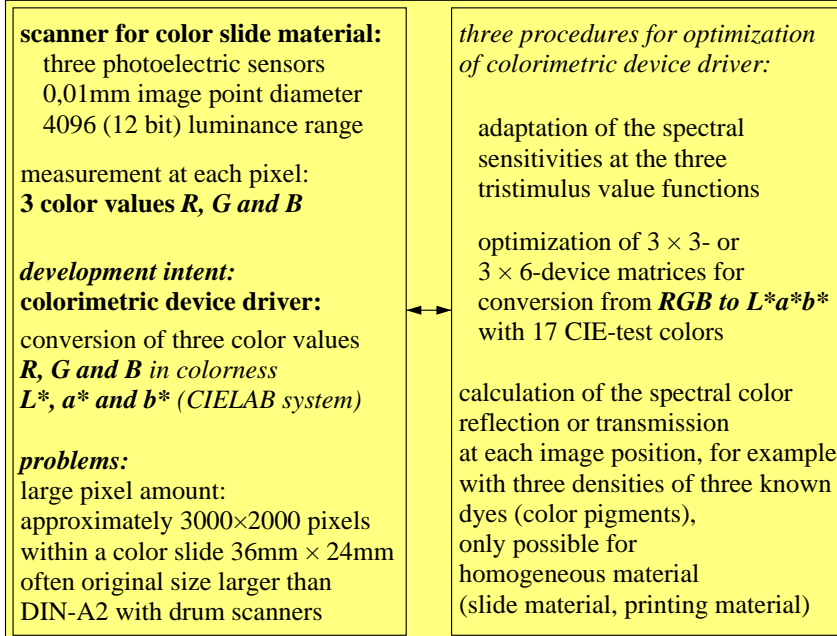 scanner for color slide material:
three photoelectric sensors
0,01mm image point diameter
4096 (12 bit) luminance range
measurement at each pixel:
3 color values R, G and B
development intent:
colorimetric device driver:
conversion of three color values
R, G and B in colorness
L*, a* and b* (CIELAB system)
problems:
large pixel amount:
approximately 3000×2000 pixels
within a color slide 36mm × 24mm
often original size larger than
DIN-A2 with drum scanners
three procedures for optimization
of colorimetric device driver:
adaptation of the spectral
sensitivities at the three
tristimulus value functions
optimization of 3 × 3- or
3 × 6-device matrices for
conversion from RGB to L*a*b*
with 17 CIE-test colors
calculation of the spectral color
reflection or transmission
at each image position, for example
with three densities of three known
dyes (color pigments),
only possible for
homogeneous material
(slide material, printing material)